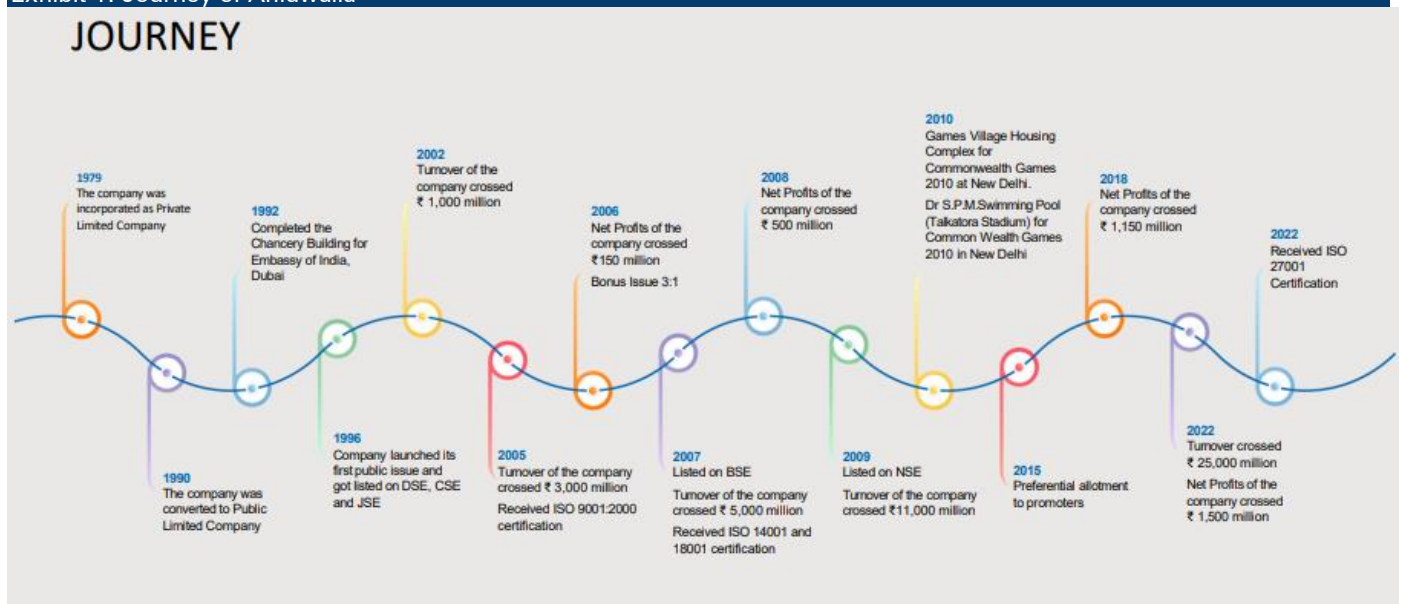 JOURNEY
1979
The company was
incorporated as Private
Limited Company
1990
The company was
converted to Public
Limited Company
1992
Completed the
Chancery Building for
Embassy of India,
Dubai
1996
Company launched its
first public issue and
got listed on DSE, CSE
and JSE
2002
Turnover of the
company crossed
₹ 1,000 million
2005
Turnover of the company
crossed ₹ 3,000 million
Received ISO 9001:2000
certification
2006
Net Profits of the
company crossed
₹150 million
Bonus Issue 3:1
2007
Listed on BSE
Turnover of the company
crossed ₹ 5,000 million
Received ISO 14001 and
18001 certification
2008
Net Profits of the
company crossed
₹ 500 million
2009
Listed on NSE
Turnover of the company
crossed ₹11,000 million
2010
Games Village Housing
Complex for
Commonwealth Games
2010 at New Delhi.
Dr S.P.M.Swimming Pool
(Talkatora Stadium) for
Common Wealth Games
2010 in New Delhi
2015
Preferential allotment
to promoters
2018
Net Profits of the
company crossed
₹ 1,150 million
2022
Turnover crossed
₹ 25,000 million
Net Profits of the
company crossed
₹ 1,500 million
2022
Received ISO
27001
Certification